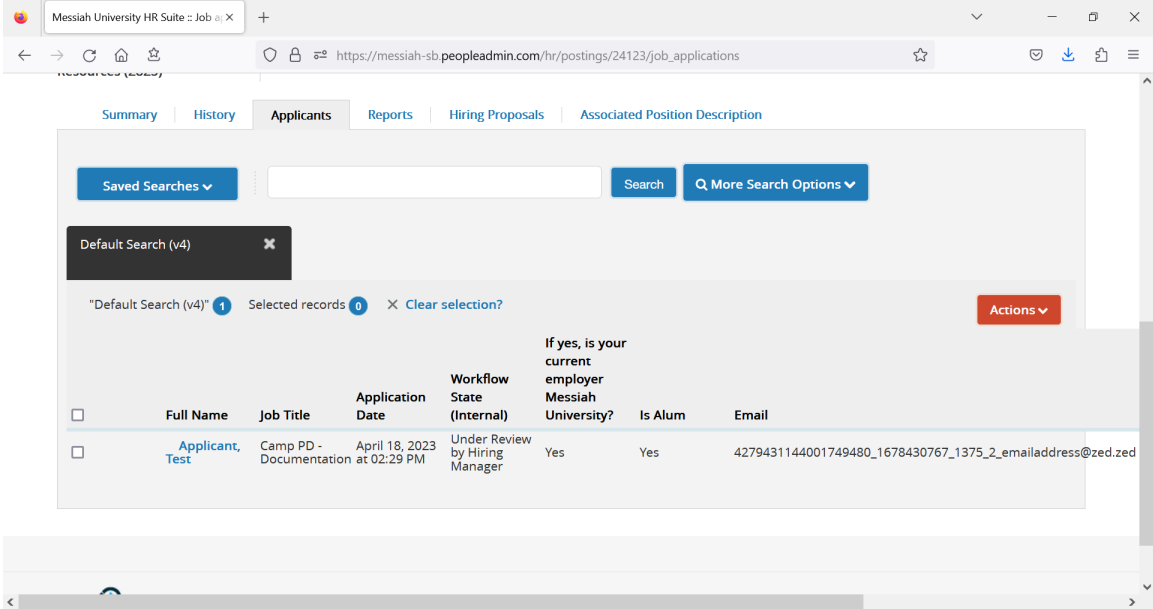 Messiah University HR Suite :: Job a
https://messiah-sb.peopleadmin.com/hr/postings/24123/job_applications
Resources (2023)
Summary History Applicants Reports Hiring Proposals Associated Position Description
Saved Searches Search More Search Options
Default Search (v4)
"Default Search (v4)" 1 Selected records 0 Clear selection?
Actions
If yes, is your
current
Workflow employer
Application State Messiah
Full Name Job Title Date (Internal) University? Is Alum Email
Applicant, Test Camp PD - Documentation April 18, 2023 at 02:29 PM Under Review by Hiring Manager Yes Yes 4279431144001749480_1678430767_1375_2_emailaddress@zed.zed